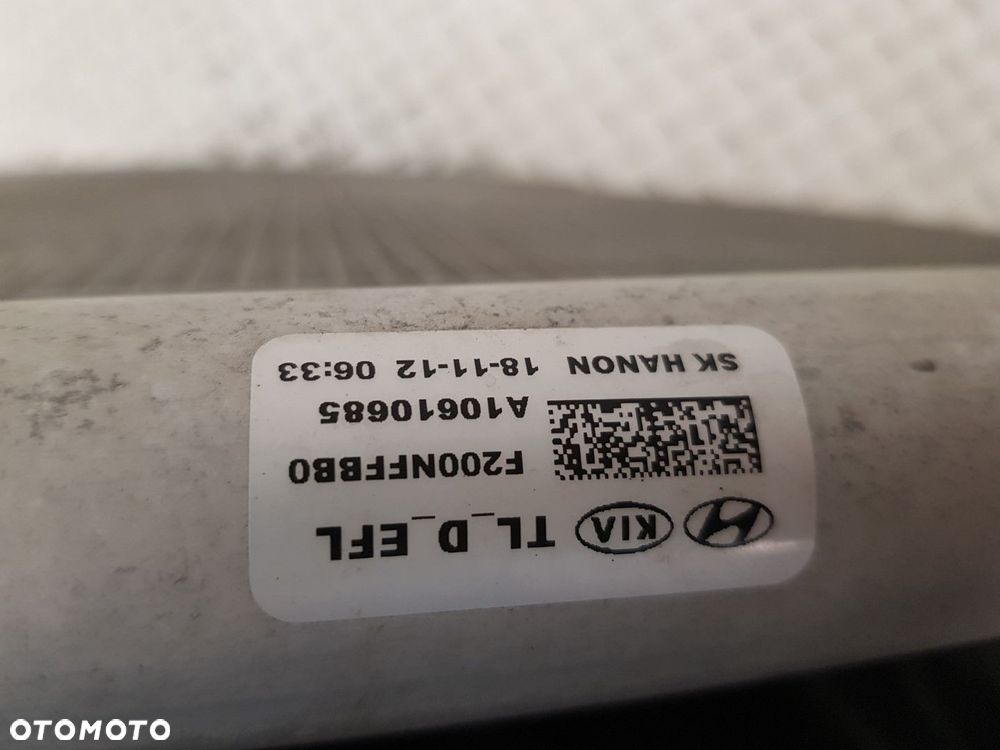 KIA TL_D_EFL
F200NFFBB0
A10610685
SK HANON 18-11-12 06:33
OTOMOTO